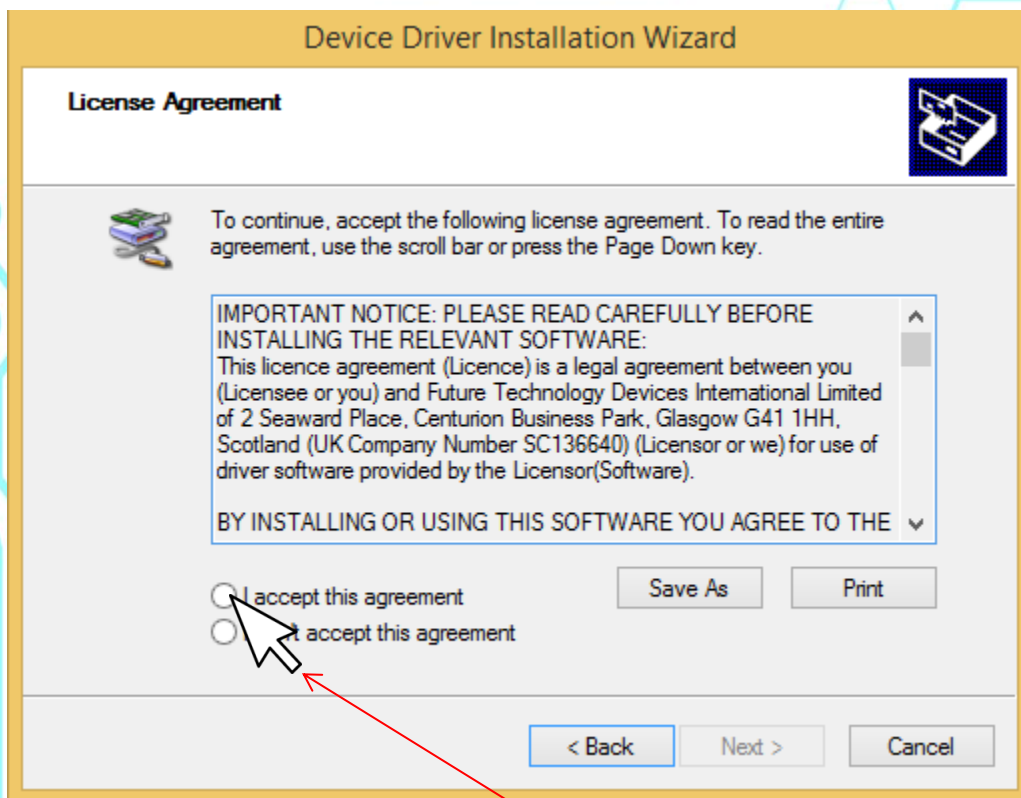 Device Driver Installation Wizard
License Agreement
To continue, accept the following license agreement. To read the entire
agreement, use the scroll bar or press the Page Down key.
IMPORTANT NOTICE: PLEASE READ CAREFULLY BEFORE
INSTALLING THE RELEVANT SOFTWARE:
This licence agreement (Licence) is a legal agreement between you
(Licensee or you) and Future Technology Devices International Limited
of 2 Seaward Place, Centurion Business Park, Glasgow G41 1HH,
Scotland (UK Company Number SC136640) (Licensor or we) for use of
driver software provided by the Licensor(Software).
BY INSTALLING OR USING THIS SOFTWARE YOU AGREE TO THE
I accept this agreement
Save As
Print
accept this agreement
< Back
Next >
Cancel